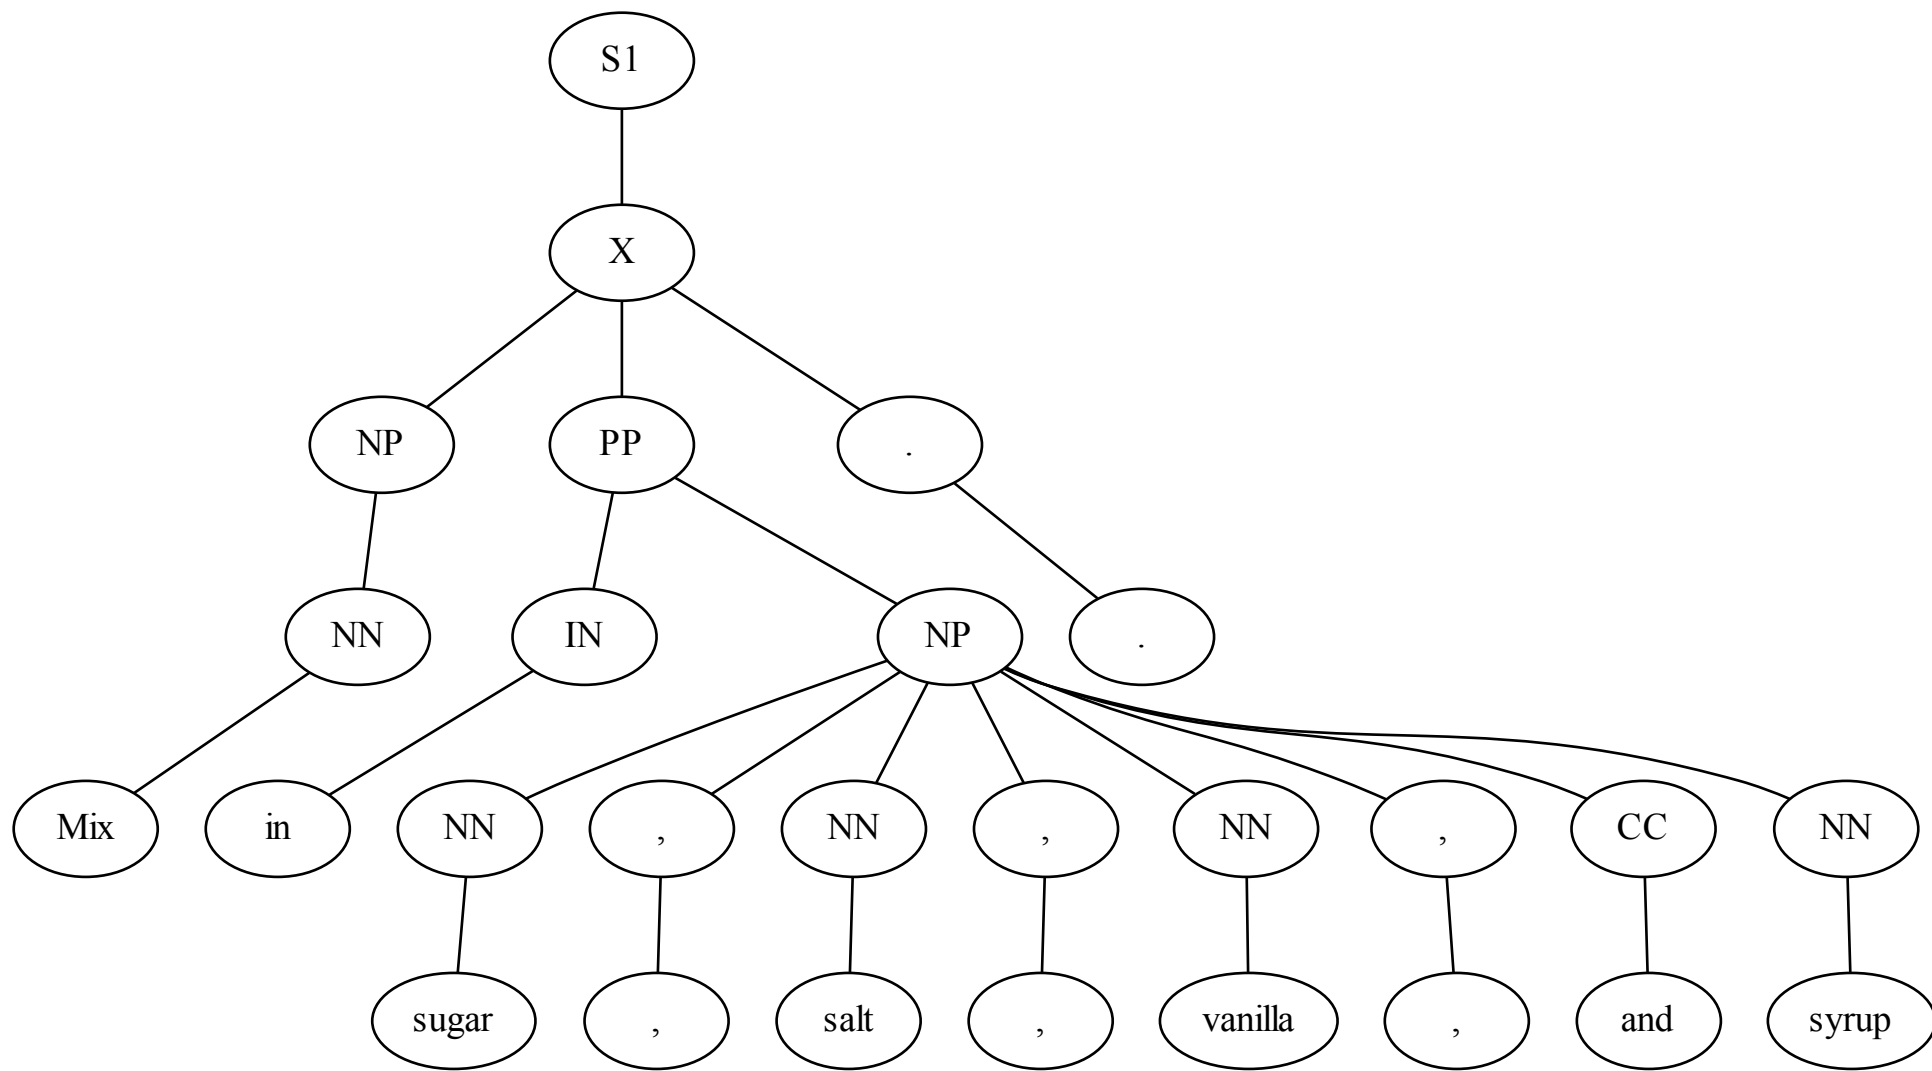 S1
X
NP PP .
NN IN NP .
Mix in NN , NN , NN , CC NN
sugar , salt , vanilla , and syrup